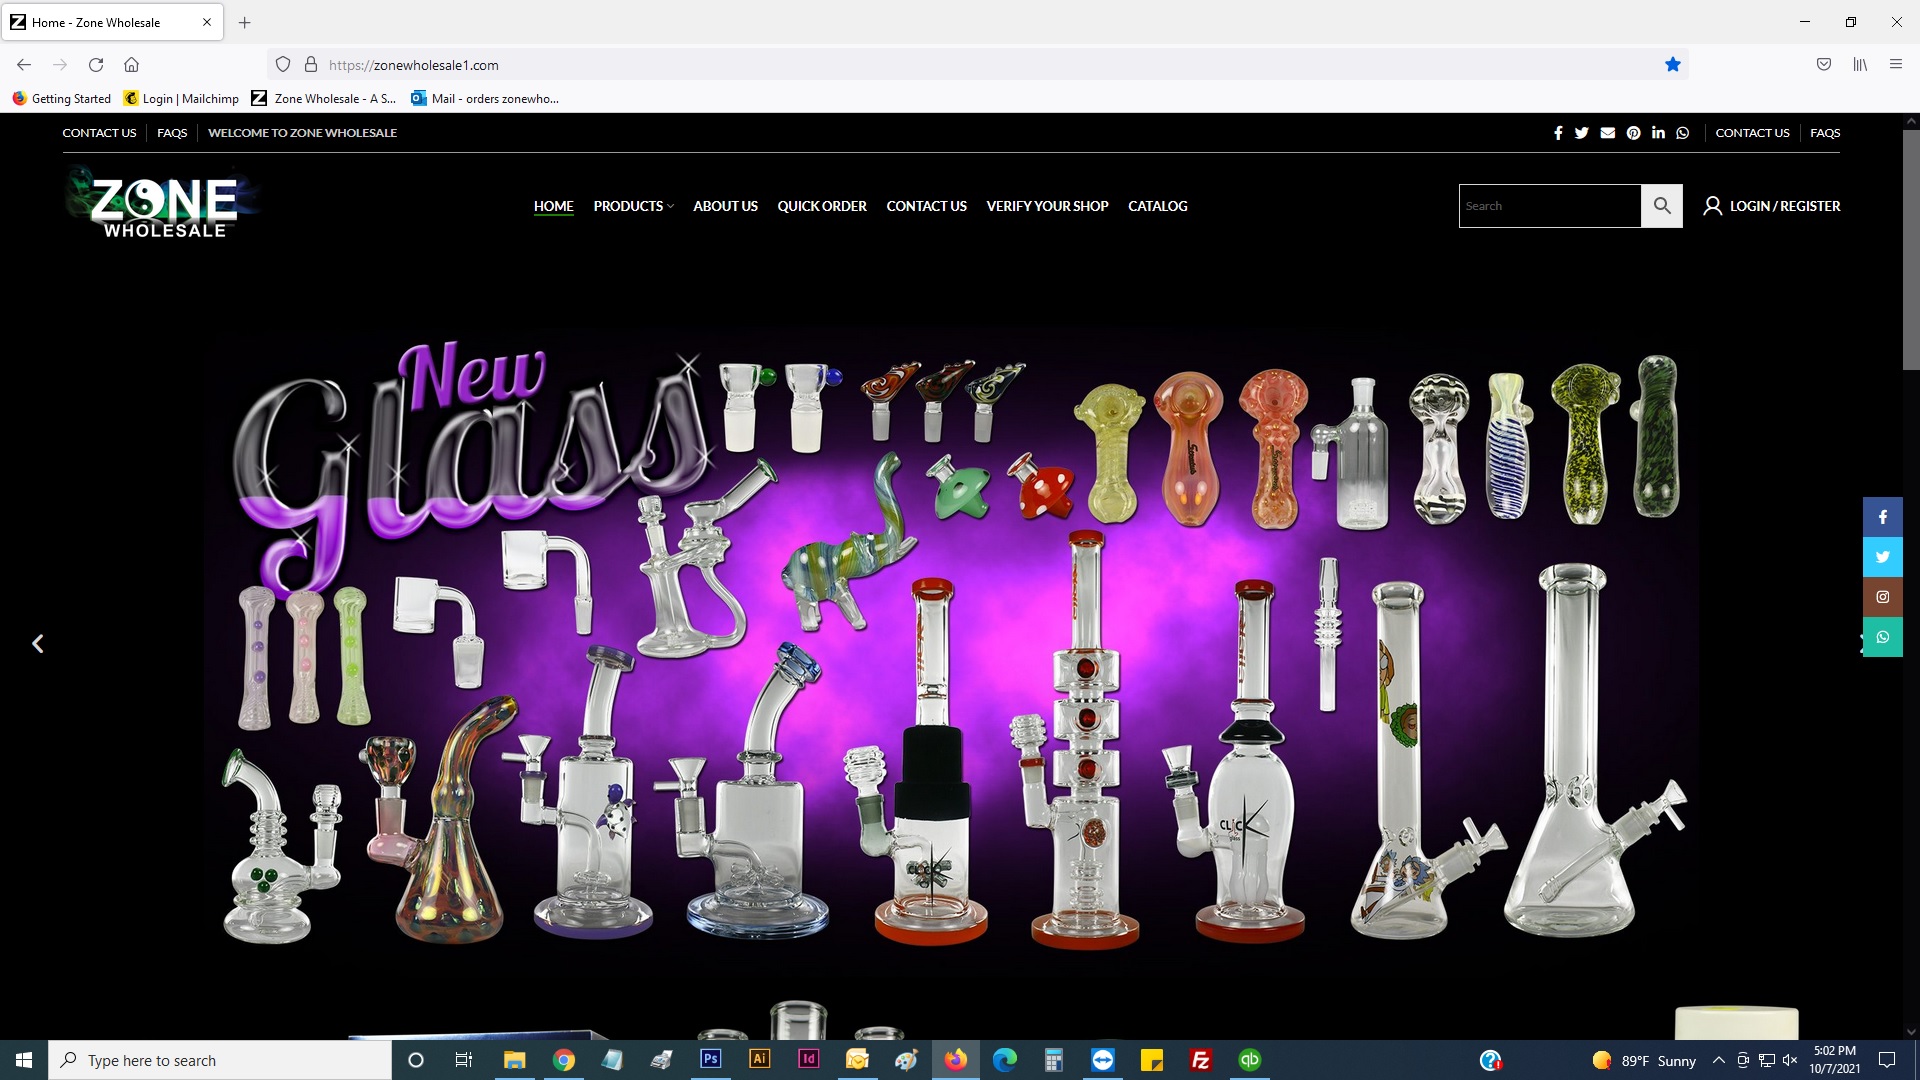 Home - Zone Wholesale
https://zonewholesale1.com
Getting Started
Login | Mailchimp
Zone Wholesale - A S...
Mail - orders zonewho...
CONTACT US
FAQS
WELCOME TO ZONE WHOLESALE
CONTACT US
FAQS
ZONE
WHOLESALE
HOME
PRODUCTS
ABOUT US
QUICK ORDER
CONTACT US
VERIFY YOUR SHOP
CATALOG
Search
LOGIN / REGISTER
New
Glass
CLICK
glass
Type here to search
Ps
Ai
Id
Fz
qb
89°F Sunny
5:02 PM
10/7/2021